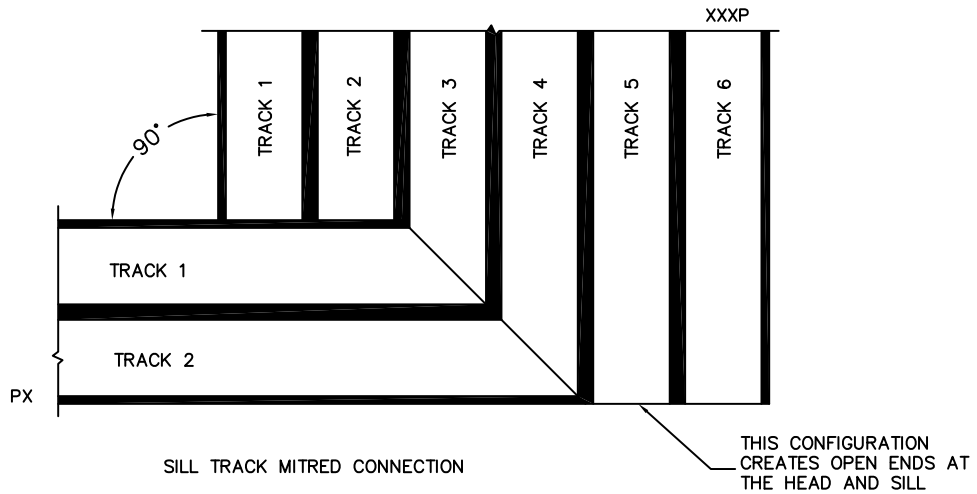 XXXP
TRACK 1
TRACK 2
TRACK 3
TRACK 4
TRACK 5
TRACK 6
90°
TRACK 1
TRACK 2
PX
SILL TRACK MITRED CONNECTION
THIS CONFIGURATION
CREATES OPEN ENDS AT
THE HEAD AND SILL